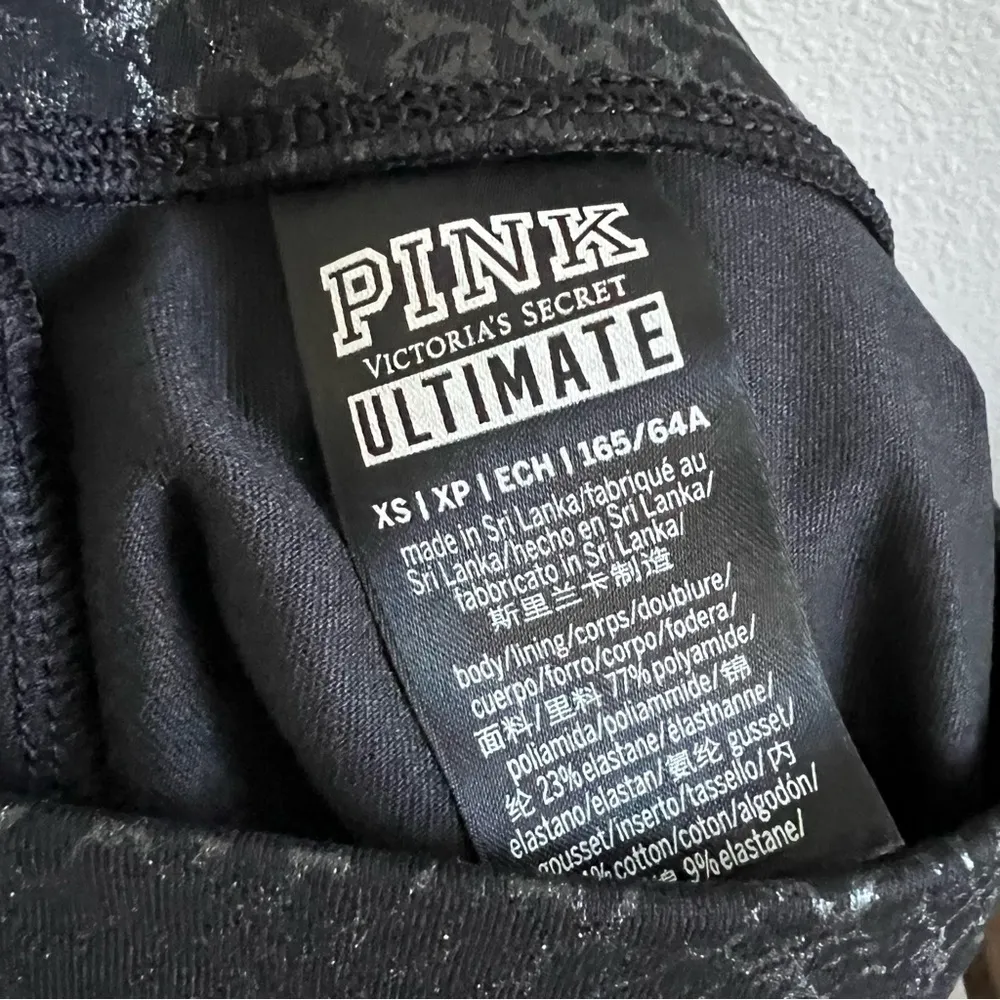 PINK
VICTORIA'S SECRET
ULTIMATE
XS | XP | ECH | 165/64A
made in Sri Lanka/fabriqué au
Sri Lanka/hecho en Sri Lanka/
fabbricato in Sri Lanka/
斯里兰卡制造
body/lining/corps/doublure/
cuerpo/forro/corpo/fodera/
面料/里料 77% polyamide/
poliamida/poliammide/锦
纶 23% elastane/élasthanne/
elastano/elastan/氨纶 gusset/
gousset/inserto/tassello/内
% cotton/coton/algodón/
9% elastane/